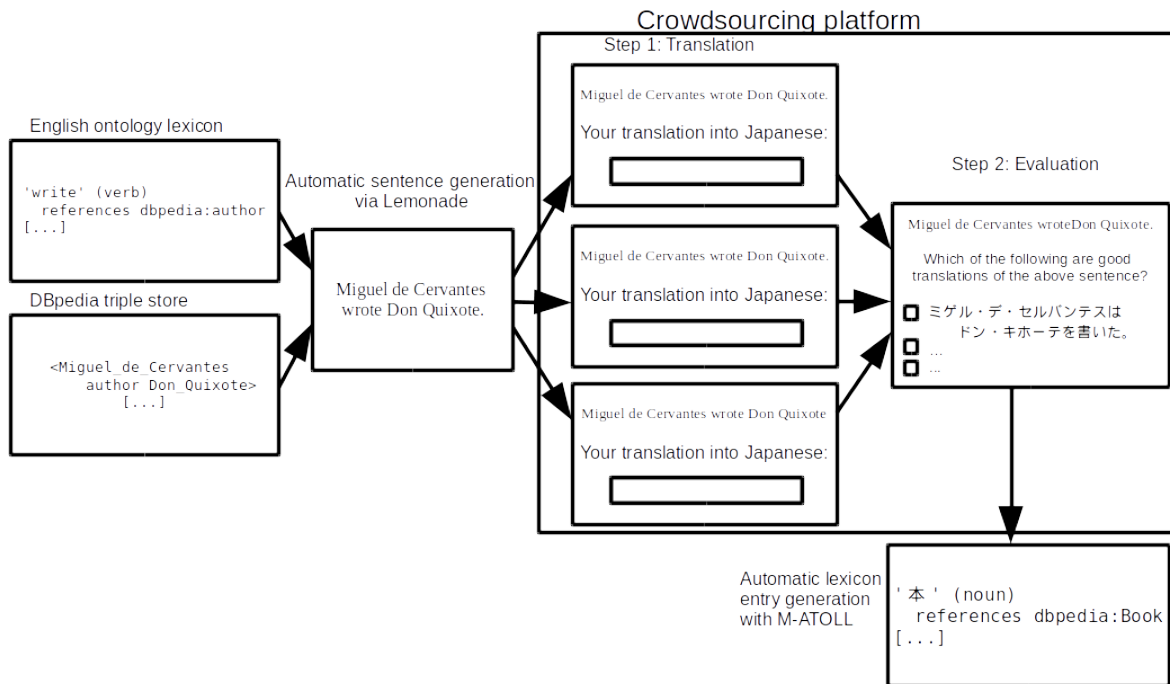 Crowdsourcing platform
Step 1: Translation
English ontology lexicon
'write' (verb)
references dbpedia:author
[...]
DBpedia triple store
<Miguel_de_Cervantes
author Don_Quixote>
[...]
Automatic sentence generation
via Lemonade
Miguel de Cervantes
wrote Don Quixote.
Miguel de Cervantes wrote Don Quixote.
Your translation into Japanese:
Miguel de Cervantes wrote Don Quixote.
Your translation into Japanese:
Miguel de Cervantes wrote Don Quixote
Your translation into Japanese:
Step 2: Evaluation
Miguel de Cervantes wroteDon Quixote.
Which of the following are good
translations of the above sentence?
ミゲル・デ・セルバンテスは
ドン・キホーテを書いた。
...
...
Automatic lexicon
entry generation
with M-ATOLL
'本' (noun)
references dbpedia:Book
[...]